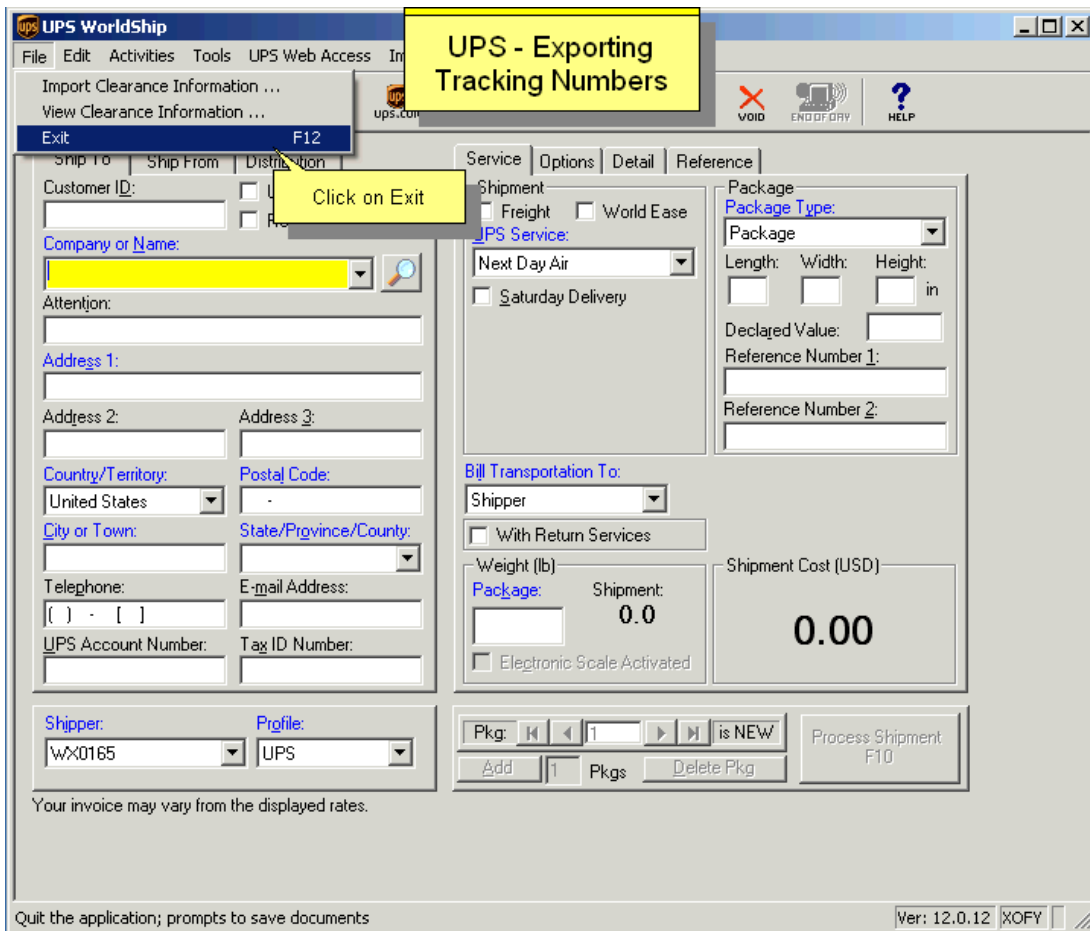 UPS WorldShip
UPS - Exporting
Tracking Numbers
File Edit Activities Tools UPS Web Access
Import Clearance Information ...
View Clearance Information ...
Exit F12
ups.com
VOID
END OF DAY
HELP
Click on Exit
Ship To Ship From Distribution
Customer ID:
Company or Name:
Attention:
Address 1:
Address 2: Address 3:
Country/Territory: Postal Code:
United States -
City or Town: State/Province/County:
Telephone: E-mail Address:
( ) - [ ]
UPS Account Number: Tax ID Number:
Service Options Detail Reference
Shipment
Freight World Ease
UPS Service:
Next Day Air
Saturday Delivery
Package
Package Type:
Package
Length: Width: Height:
in
Declared Value:
Reference Number 1:
Reference Number 2:
Bill Transportation To:
Shipper
With Return Services
Weight (lb)
Package: Shipment:
0.0
Electronic Scale Activated
Shipment Cost (USD)
0.00
Shipper: Profile:
WX0165 UPS
Pkg: 1 is NEW
Add 1 Pkgs Delete Pkg
Process Shipment
F10
Your invoice may vary from the displayed rates.
Quit the application; prompts to save documents
Ver: 12.0.12 XOFY